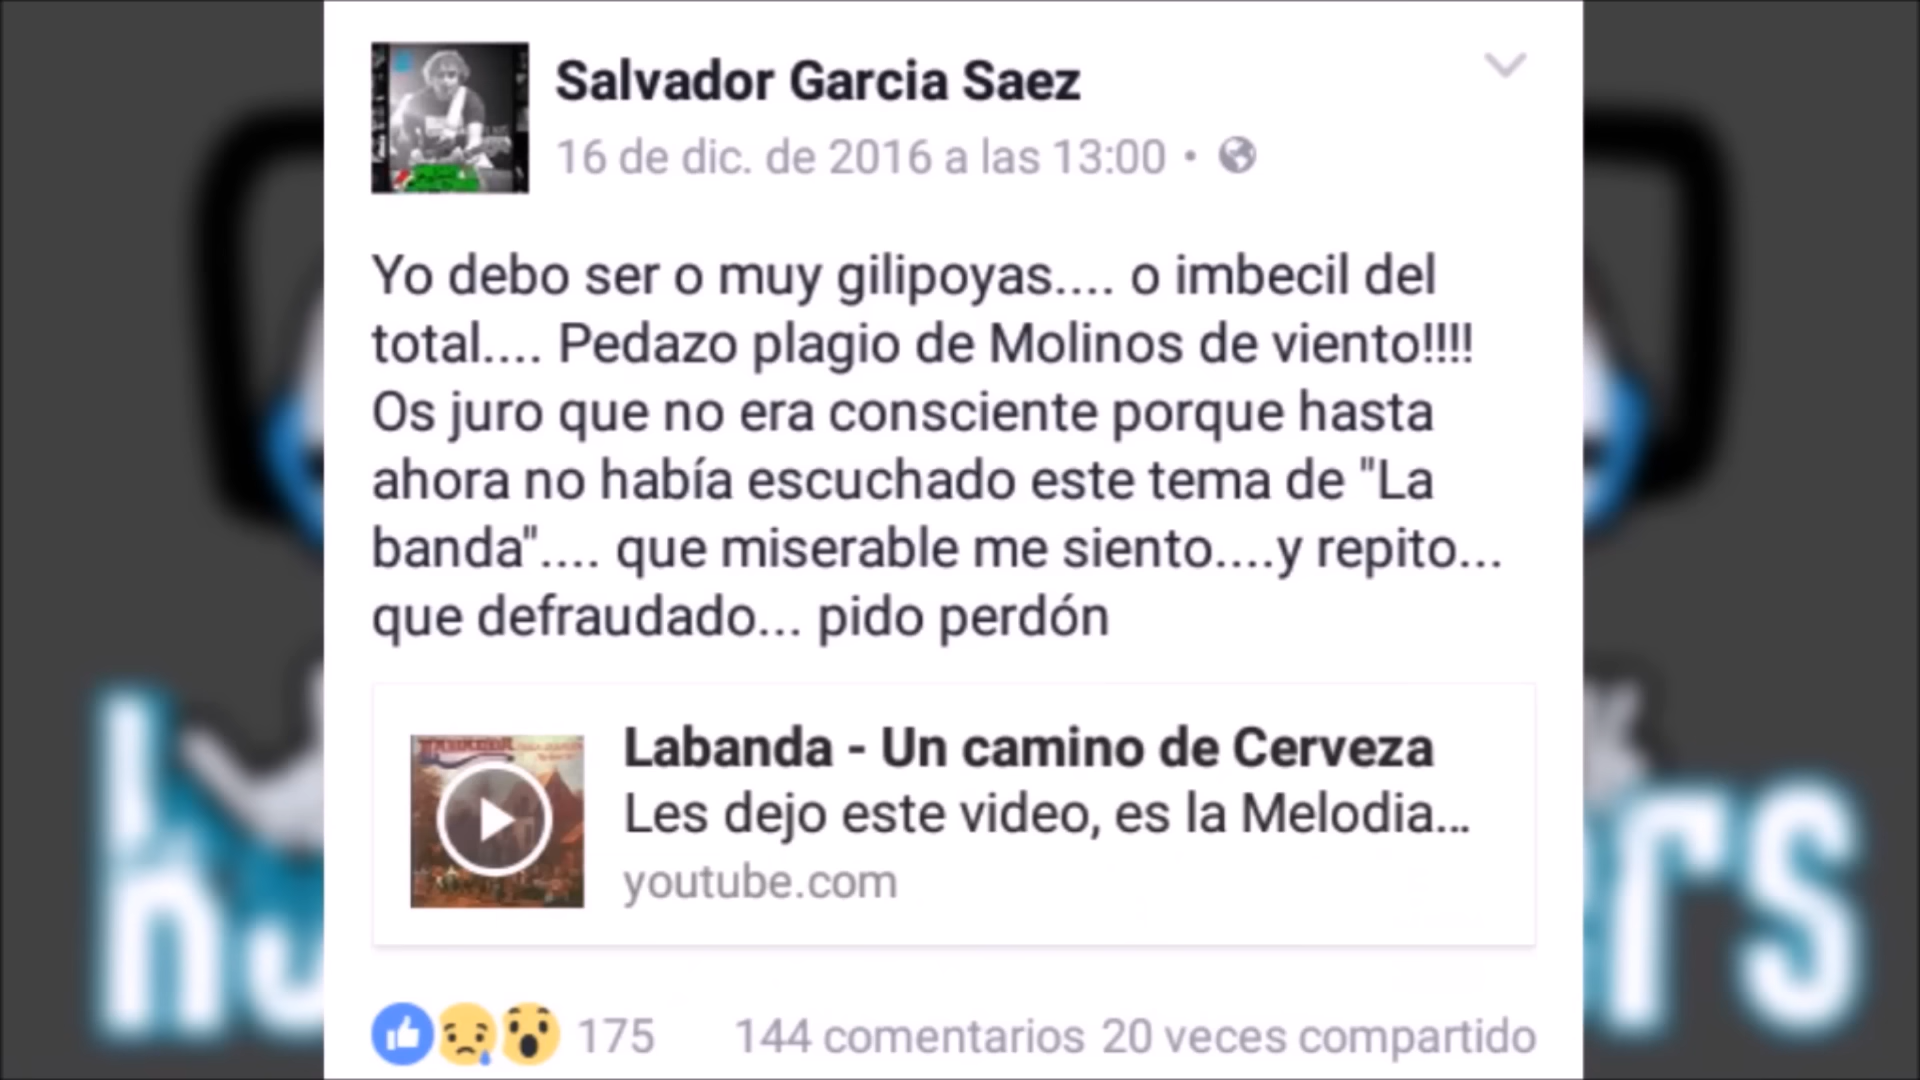 Salvador Garcia Saez
16 de dic. de 2016 a las 13:00 •
Yo debo ser o muy gilipoyas.... o imbecil del
total.... Pedazo plagio de Molinos de viento!!!!
Os juro que no era consciente porque hasta
ahora no había escuchado este tema de "La
banda".... que miserable me siento....y repito...
que defraudado... pido perdón
Labanda - Un camino de Cerveza
Les dejo este video, es la Melodia...
youtube.com
175 144 comentarios 20 veces compartido